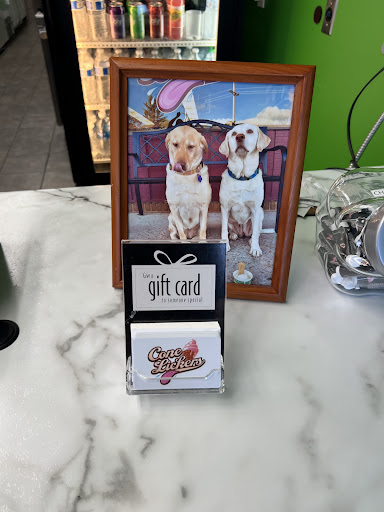 Give a
gift card
to someone special
Cone
Lickers